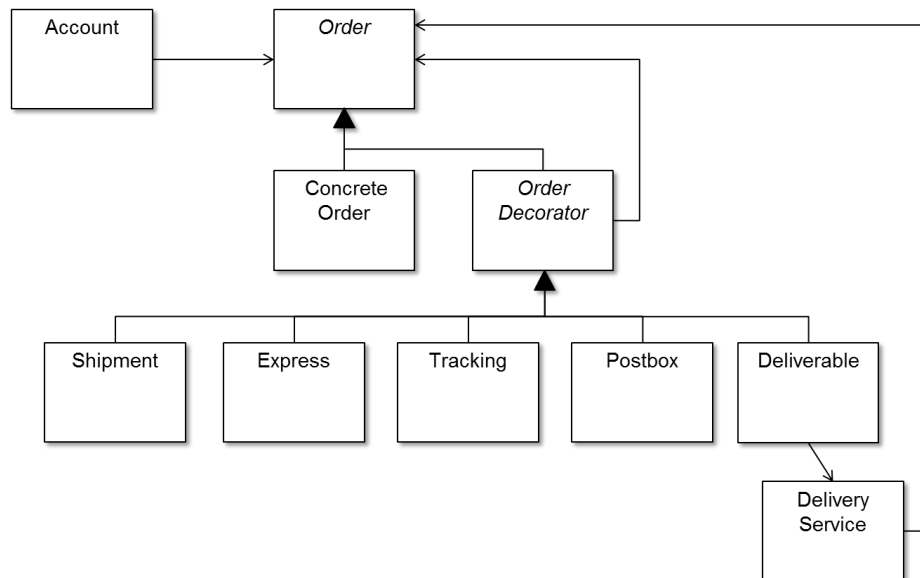 Account
Order
Concrete
Order
Order
Decorator
Shipment
Express
Tracking
Postbox
Deliverable
Delivery
Service